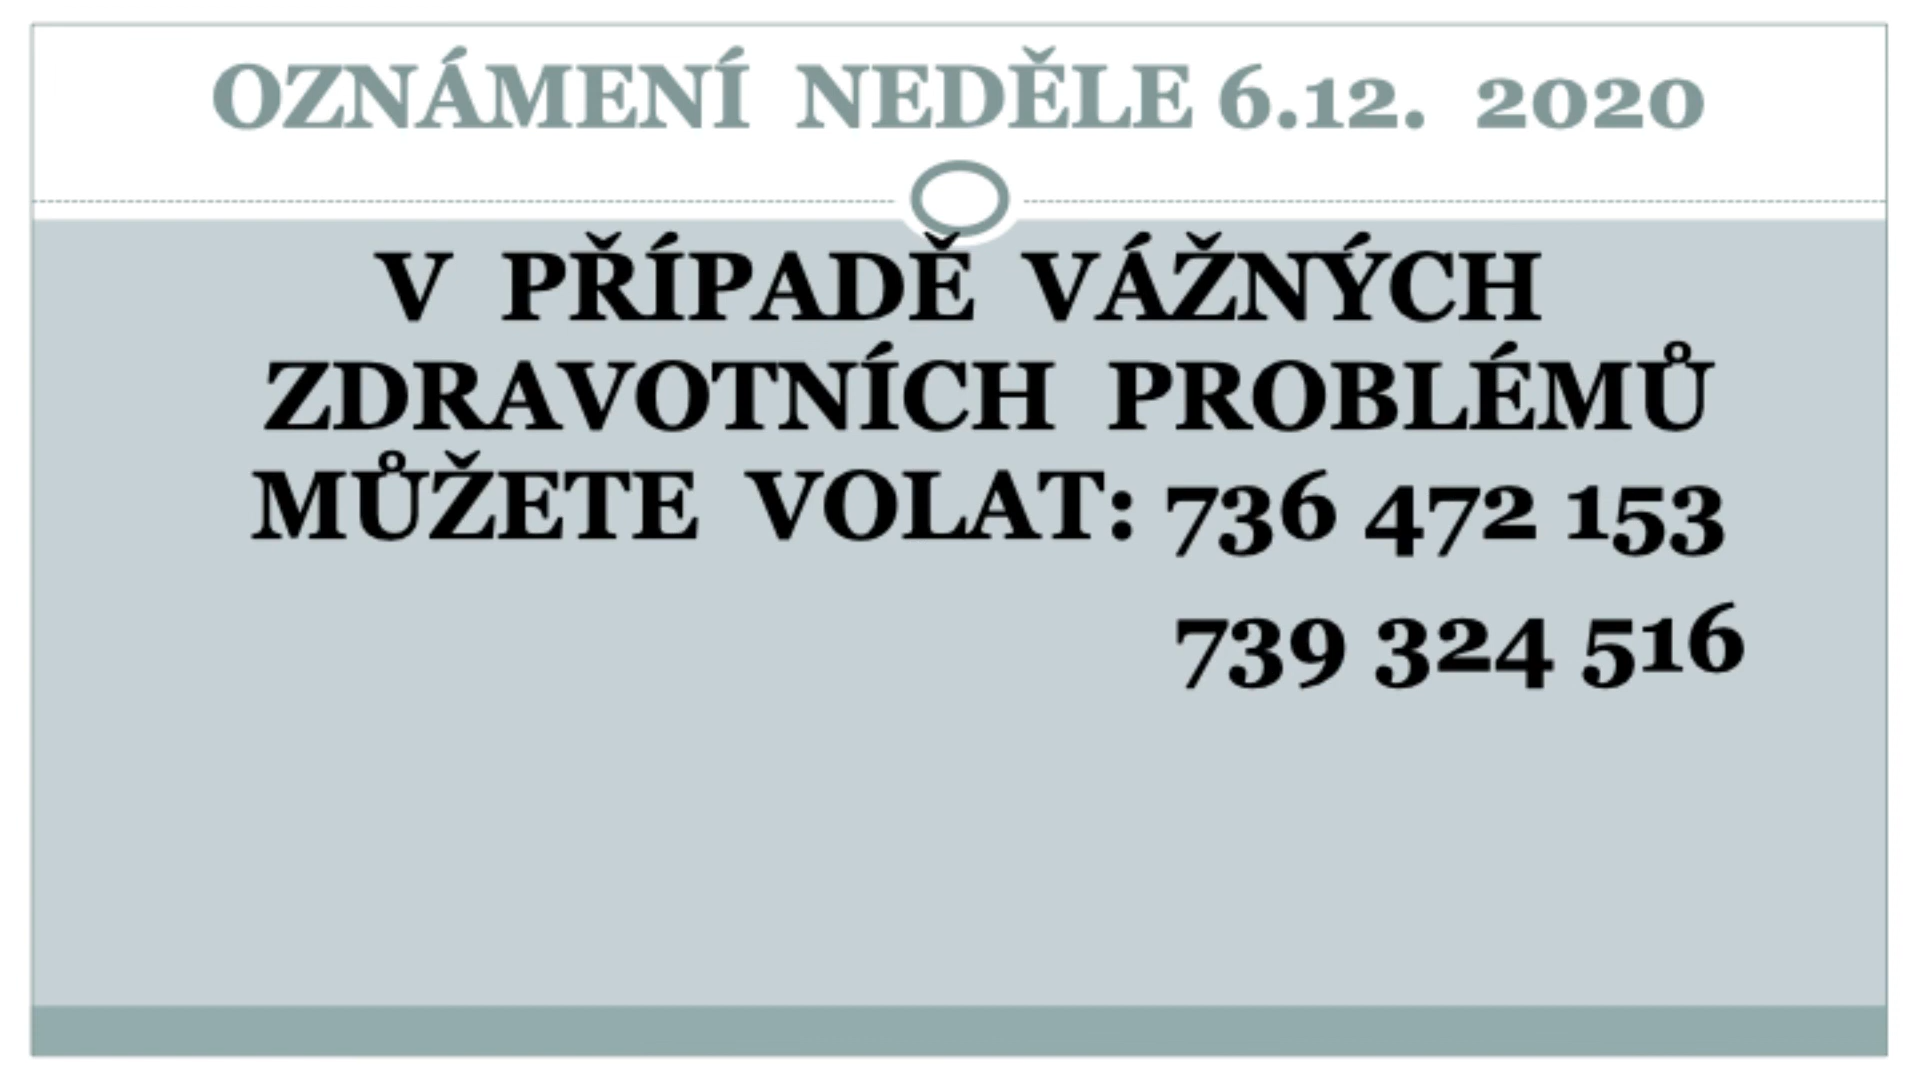 OZNÁMENÍ NEDĚLE 6.12. 2020
V PŘÍPADĚ VÁŽNÝCH
ZDRAVOTNÍCH PROBLÉMŮ
MŮŽETE VOLAT: 736 472 153
739 324 516